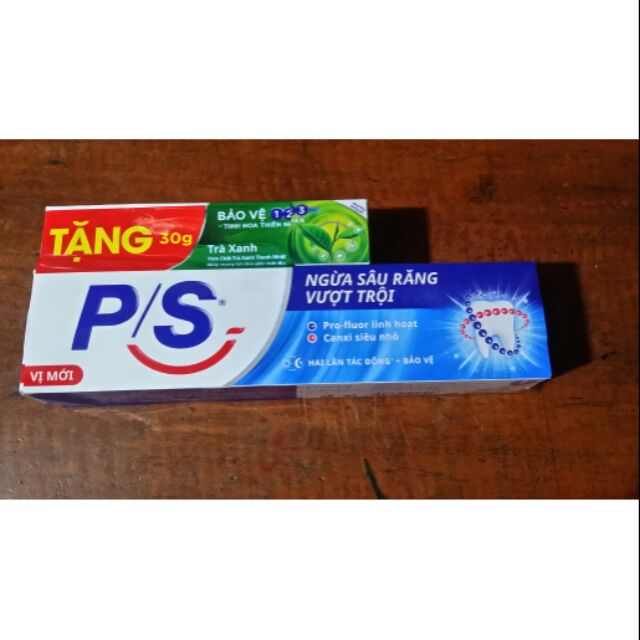 TẶNG 30g
BẢO VỆ 1 2 3
TINH HOA THIÊN NHIÊN
Trà Xanh
P/S®
VỊ MỚI
NGỪA SÂU RĂNG
VƯỢT TRỘI
Pro-fluor linh hoạt
Canxi siêu nhỏ
HAI LẦN TÁC ĐỘNG + BẢO VỆ